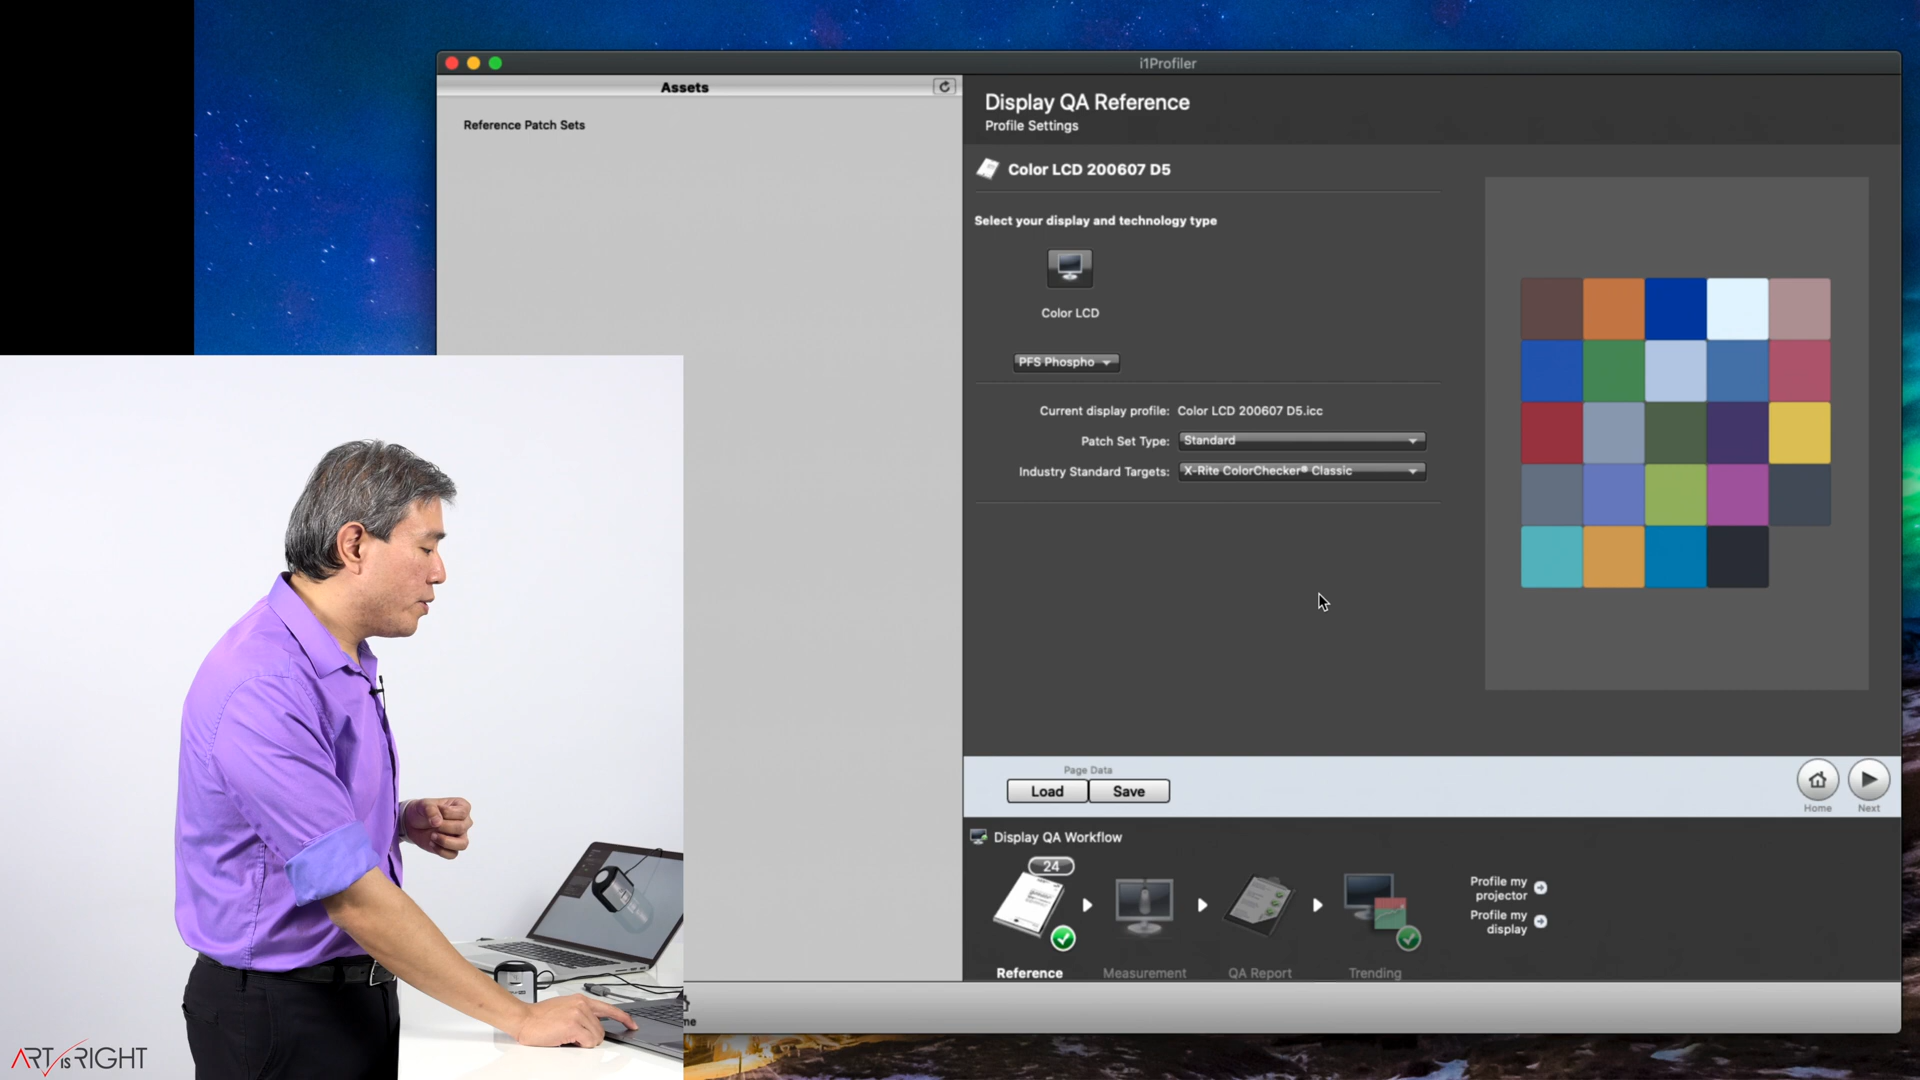 i1Profiler
Assets
Reference Patch Sets
Display QA Reference
Profile Settings
Color LCD 200607 D5
Select your display and technology type
Color LCD
PFS Phospho
Current display profile: Color LCD 200607 D5.icc
Patch Set Type: Standard
Industry Standard Targets: X-Rite ColorChecker® Classic
Page Data
Load Save
Home Next
Display QA Workflow
24
Profile my
projector
Profile my
display
Reference Measurement QA Report Trending
me
ART is RIGHT